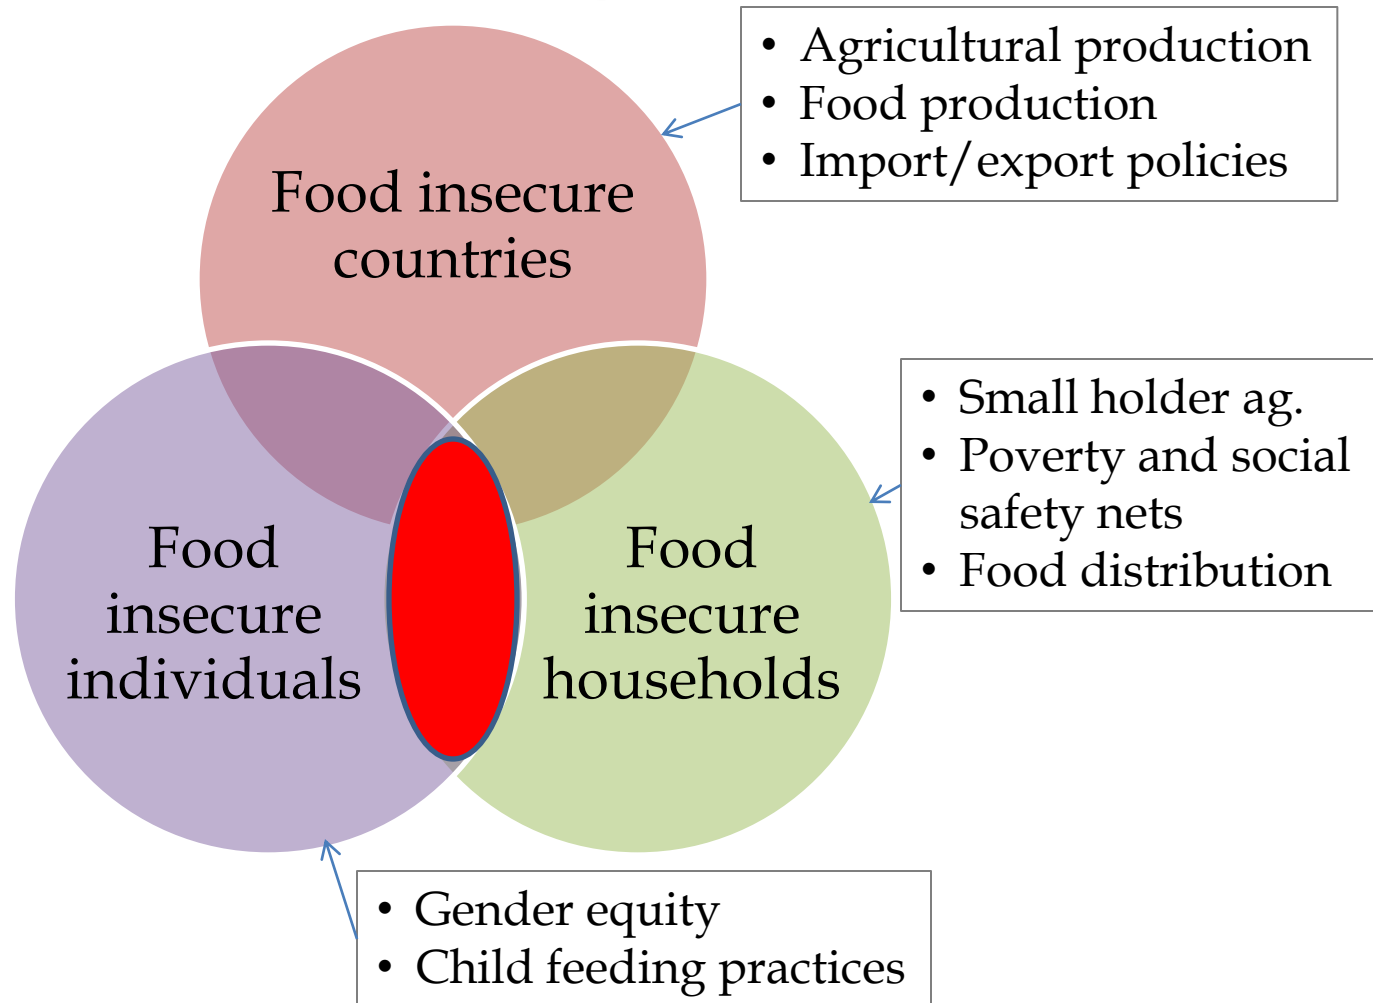 • Agricultural production
• Food production
• Import/export policies
Food insecure
countries
• Small holder ag.
• Poverty and social
safety nets
• Food distribution
Food
insecure
individuals
Food
insecure
households
• Gender equity
• Child feeding practices